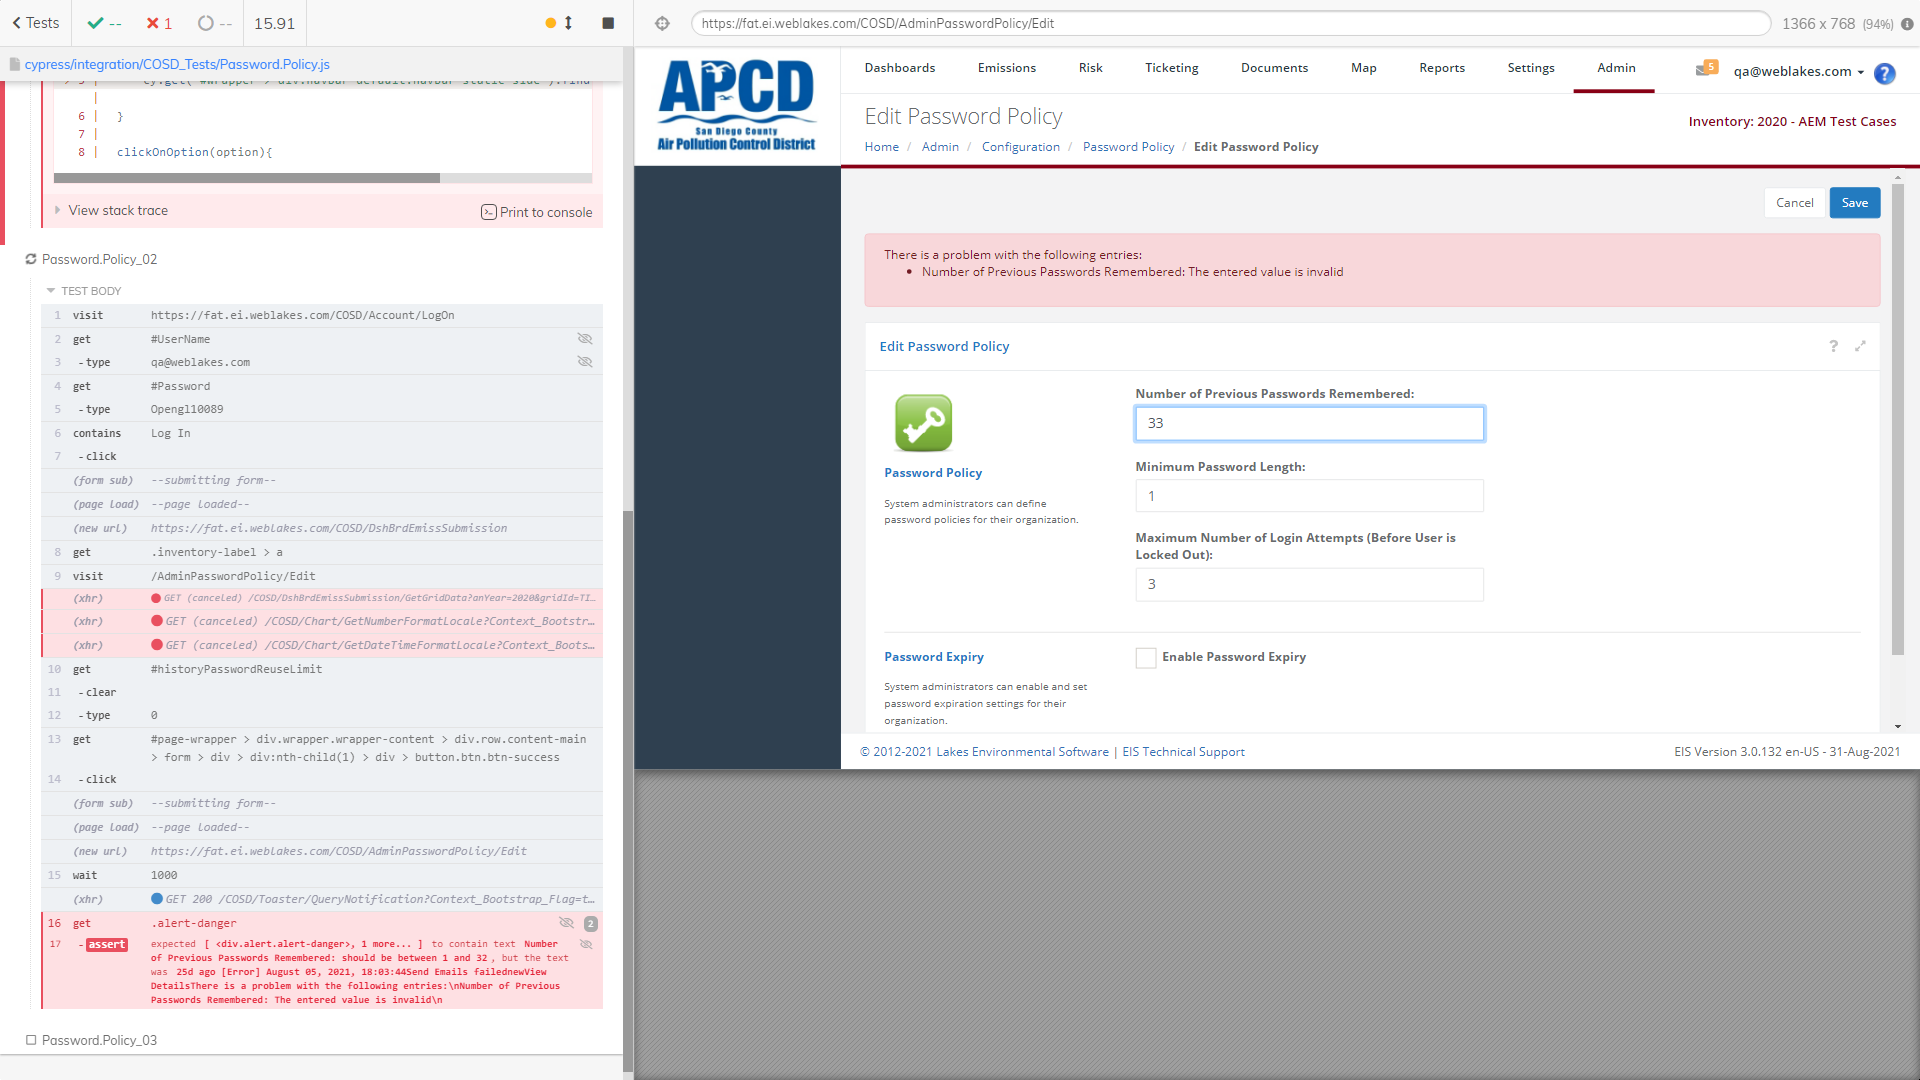 Tests
--
1
--
15.91
cypress/integration/COSD_Tests/Password.Policy.js
6 | }
7 |
8 | clickOnOption(option){
View stack trace
Print to console
Password.Policy_02
TEST BODY
1 visit https://fat.ei.weblakes.com/COSD/Account/LogOn
2 get #UserName
3 -type qa@weblakes.com
4 get #Password
5 -type Opengl10089
6 contains Log In
7 -click
(form sub) --submitting form--
(page load) --page loaded--
(new url) https://fat.ei.weblakes.com/COSD/DshBrdEmissSubmission
8 get .inventory-label > a
9 visit /AdminPasswordPolicy/Edit
(xhr) GET (canceled) /COSD/DshBrdEmissSubmission/GetGridData?anYear=2020&gridId=TI...
(xhr) GET (canceled) /COSD/Chart/GetNumberFormatLocale?Context_Bootstr...
(xhr) GET (canceled) /COSD/Chart/GetDateTimeFormatLocale?Context_Boots...
10 get #historyPasswordReuseLimit
11 -clear
12 -type 0
13 get #page-wrapper > div.wrapper.wrapper-content > div.row.content-main
> form > div > div:nth-child(1) > div > button.btn.btn-success
14 -click
(form sub) --submitting form--
(page load) --page loaded--
(new url) https://fat.ei.weblakes.com/COSD/AdminPasswordPolicy/Edit
15 wait 1000
(xhr) GET 200 /COSD/Toaster/QueryNotification?Context_Bootstrap_Flag=t...
16 get .alert-danger 2
17 -assert expected [ <div.alert.alert-danger>, 1 more... ] to contain text Number
of Previous Passwords Remembered: should be between 1 and 32 , but the text
was 25d ago [Error] August 05, 2021, 18:03:44Send Emails failednewView
DetailsThere is a problem with the following entries:\nNumber of Previous
Passwords Remembered: The entered value is invalid\n
Password.Policy_03
https://fat.ei.weblakes.com/COSD/AdminPasswordPolicy/Edit
1366 x 768 (94%)
APCD
San Diego County
Air Pollution Control District
Dashboards Emissions Risk Ticketing Documents Map Reports Settings Admin
5
qa@weblakes.com
?
Edit Password Policy
Inventory: 2020 - AEM Test Cases
Home / Admin / Configuration / Password Policy / Edit Password Policy
Cancel
Save
There is a problem with the following entries:
• Number of Previous Passwords Remembered: The entered value is invalid
Edit Password Policy
?
Number of Previous Passwords Remembered:
33
Password Policy
System administrators can define
password policies for their organization.
Minimum Password Length:
1
Maximum Number of Login Attempts (Before User is
Locked Out):
3
Password Expiry
System administrators can enable and set
password expiration settings for their
organization.
Enable Password Expiry
© 2012-2021 Lakes Environmental Software | EIS Technical Support
EIS Version 3.0.132 en-US - 31-Aug-2021